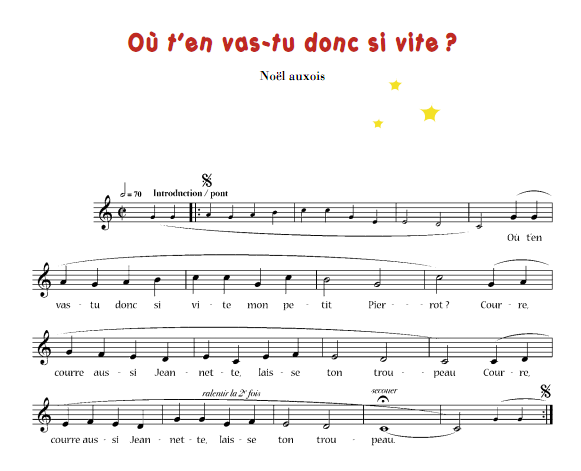 Où t'en vas-tu donc si vite ?
Noël auxois
= 70 Introduction / pont
Où t'en
vas- tu donc si vi- te mon pe- tit Pier- - rot? Cour- re,
courre aus- si Jean- net- te, lais- se ton trou- peau Cour- re,
ralentir la 2e fois secouer
courre aus- si Jean- net- te, lais- se ton trou- peau.